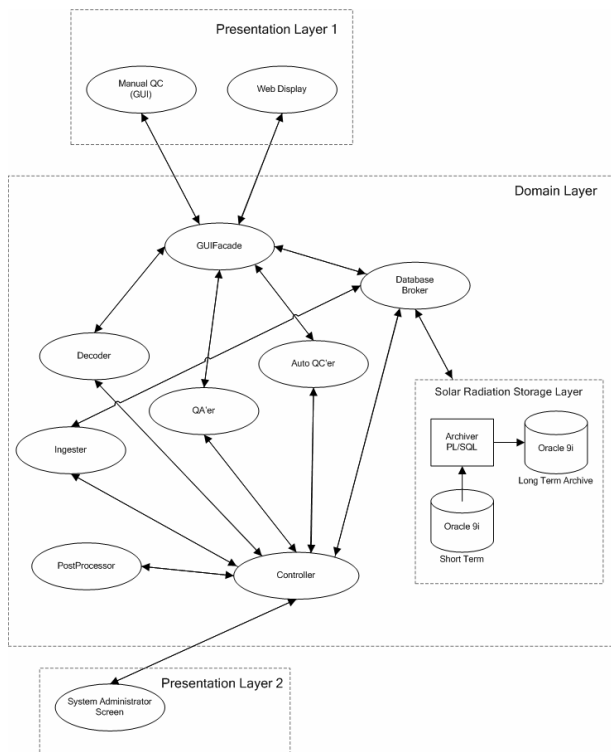 Presentation Layer 1
Manual QC
(GUI)
Web Display
Domain Layer
GUIFacade
Database
Broker
Decoder
Auto QC'er
QA'er
Solar Radiation Storage Layer
Archiver
PL/SQL
Oracle 9i
Long Term Archive
Ingester
Oracle 9i
Short Term
PostProcessor
Controller
Presentation Layer 2
System Administrator
Screen